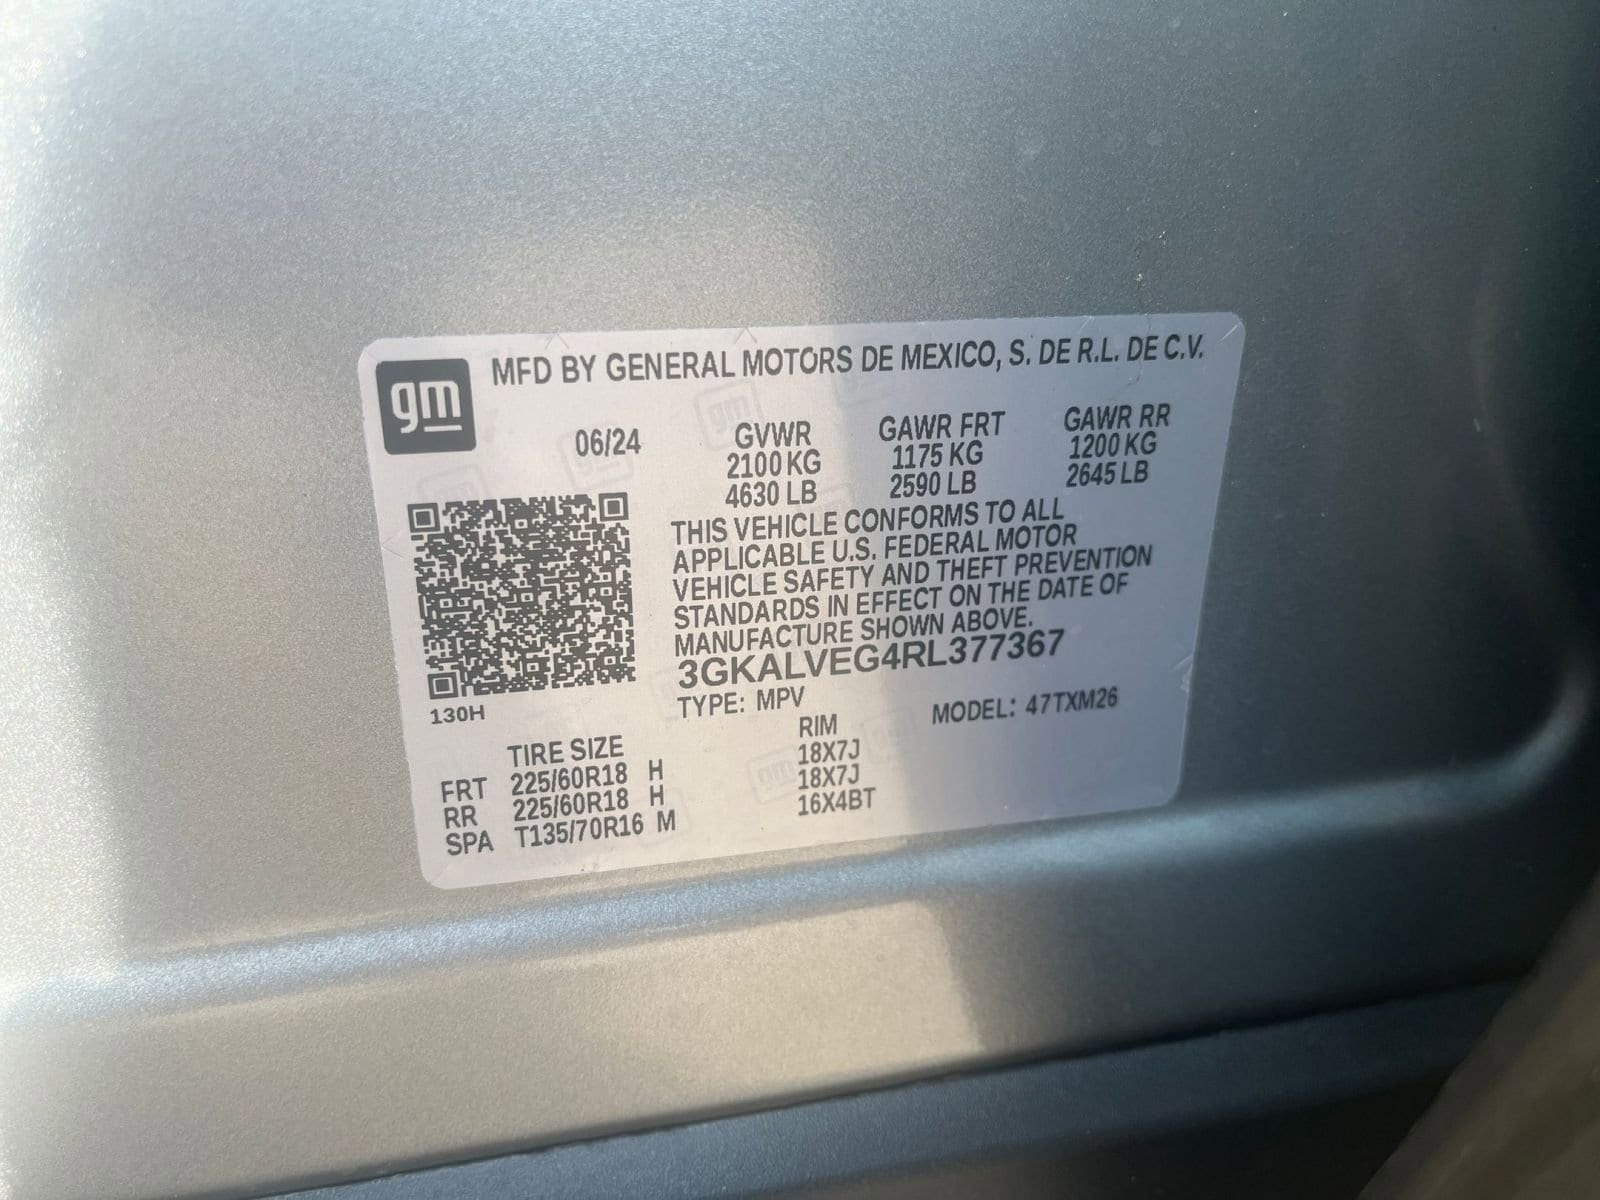 gm
MFD BY GENERAL MOTORS DE MEXICO, S. DE R.L. DE C.V.
06/24 GVWR GAWR FRT GAWR RR
2100 KG 1175 KG 1200 KG
4630 LB 2590 LB 2645 LB
THIS VEHICLE CONFORMS TO ALL
APPLICABLE U.S. FEDERAL MOTOR
VEHICLE SAFETY AND THEFT PREVENTION
STANDARDS IN EFFECT ON THE DATE OF
MANUFACTURE SHOWN ABOVE.
3GKALVEG4RL377367
TYPE: MPV MODEL: 47TXM26
130H
TIRE SIZE RIM
FRT 225/60R18 H 18X7J
RR 225/60R18 H 18X7J
SPA T135/70R16 M 16X4BT